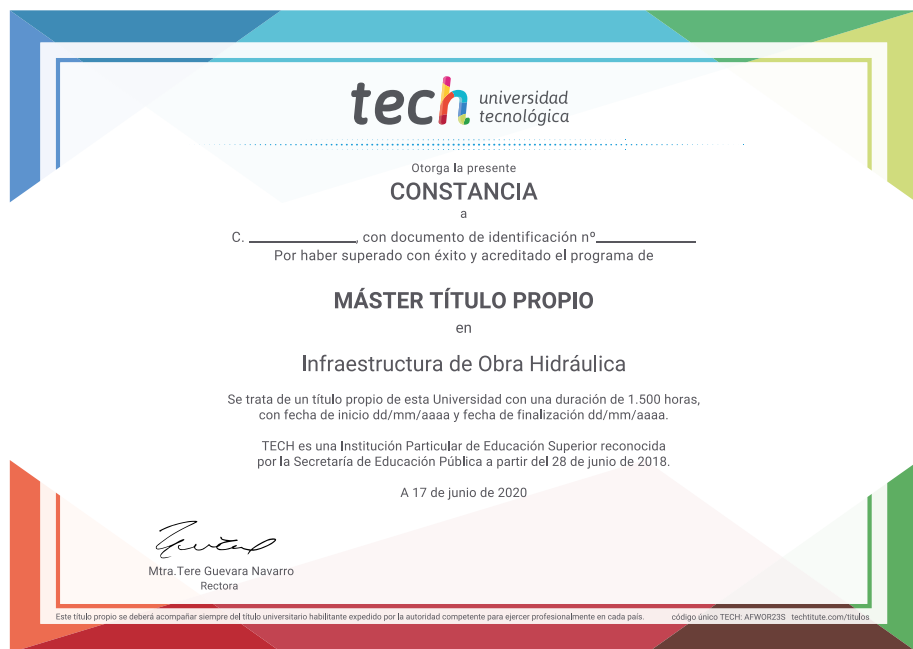 tech universidad
tecnológica
Otorga la presente
CONSTANCIA
a
C. ____________, con documento de identificación nº___________
Por haber superado con éxito y acreditado el programa de
MÁSTER TÍTULO PROPIO
en
Infraestructura de Obra Hidráulica
Se trata de un título propio de esta Universidad con una duración de 1.500 horas,
con fecha de inicio dd/mm/aaaa y fecha de finalización dd/mm/aaaa.
TECH es una Institución Particular de Educación Superior reconocida
por la Secretaría de Educación Pública a partir del 28 de junio de 2018.
A 17 de junio de 2020
Mtra.Tere Guevara Navarro
Rectora
Este título propio se deberá acompañar siempre del título universitario habilitante expedido por la autoridad competente para ejercer profesionalmente en cada país. código único TECH: AFWOR23S techtitute.com/titulos